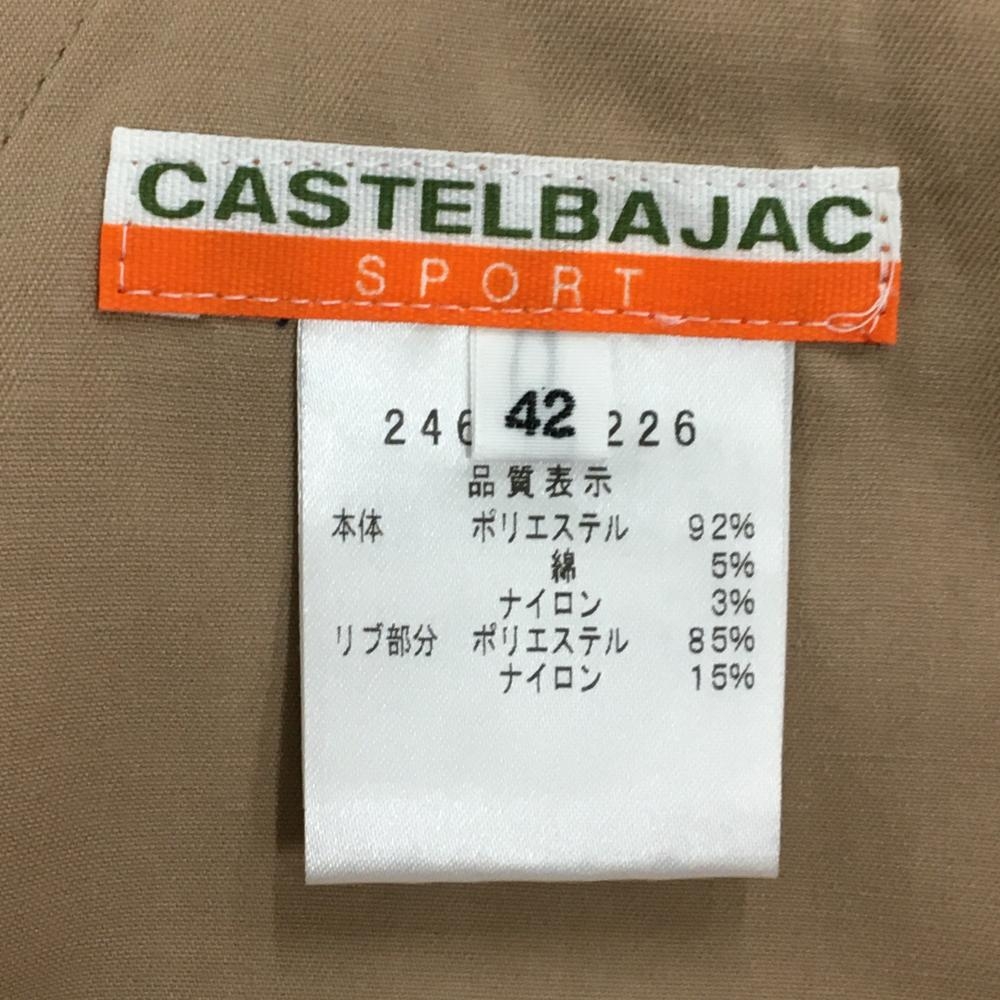 CASTELBAJAC
SPORT
42
246 226
品質表示
本体 ポリエステル 92%
綿 5%
ナイロン 3%
リブ部分 ポリエステル 85%
ナイロン 15%